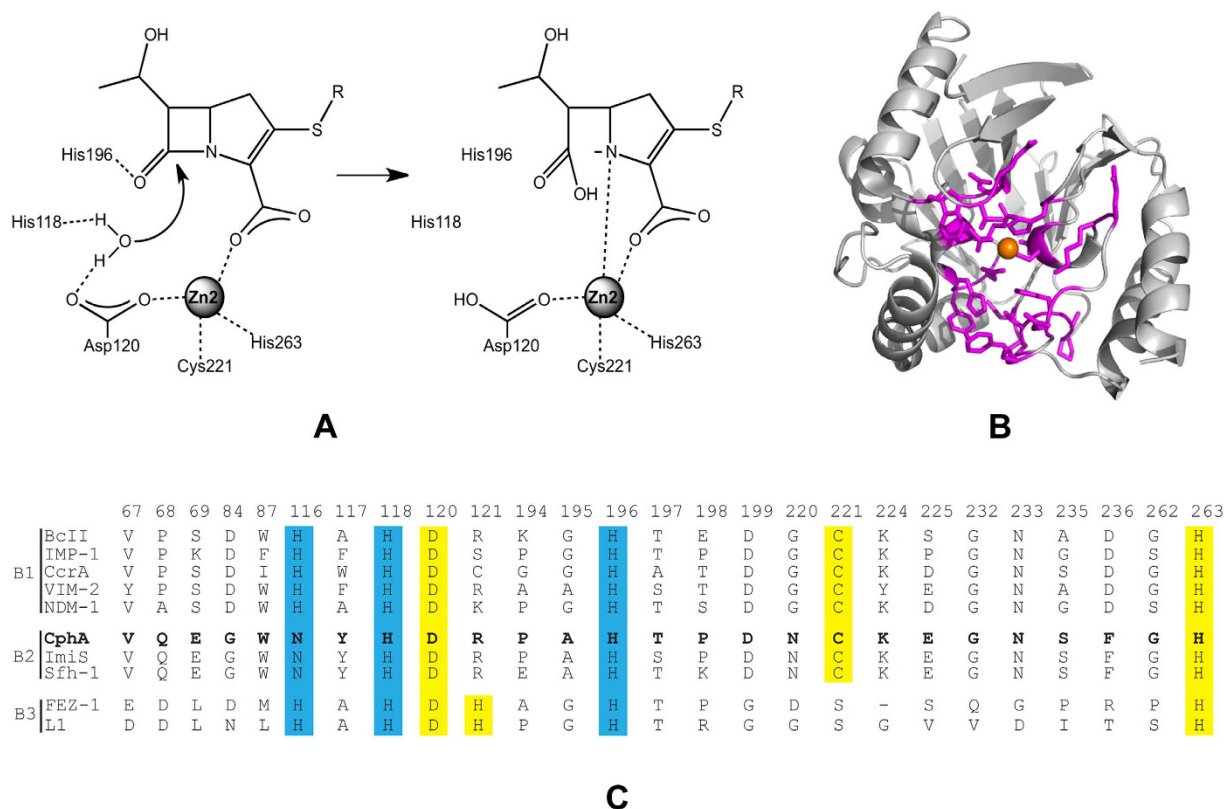 OH
R
S
N
O
His196
His118
H
O
H
O
O
O
O
Zn2
Asp120
His263
Cys221
OH
R
S
N
–
His196
O
OH
His118
O
O
HO
O
Zn2
Asp120
His263
Cys221
A
B
67 68 69 84 87 116 117 118 120 121 194 195 196 197 198 199 220 221 224 225 232 233 235 236 262 263
BcII V P S D W H A H D R K G H T E D G C K S G N A D G H
IMP-1 V P K D F H F H D S P G H T P D G C K P G N G D S H
B1 CcrA V P S D I H W H D C G G H A T D G C K D G N S D G H
VIM-2 Y P S D W H F H D R A A H S T D G C Y E G N A D G H
NDM-1 V A S D W H A H D K P G H T S D G C K D G N A D S H
CphA V Q E G W N Y H D R P A H T P D N C K E G N S F G H
B2 ImiS V Q E G W N Y H D R P A H S P D N C K E G N S F G H
Sfh-1 V Q E G W N Y H D R E A H T K D N C K E G N S F G H
B3 FEZ-1 E D L D M H A H D H A G H T P G D S - S Q G P R P H
L1 D D L N L H A H D H P G H T R G G S G V V D I T S H
C